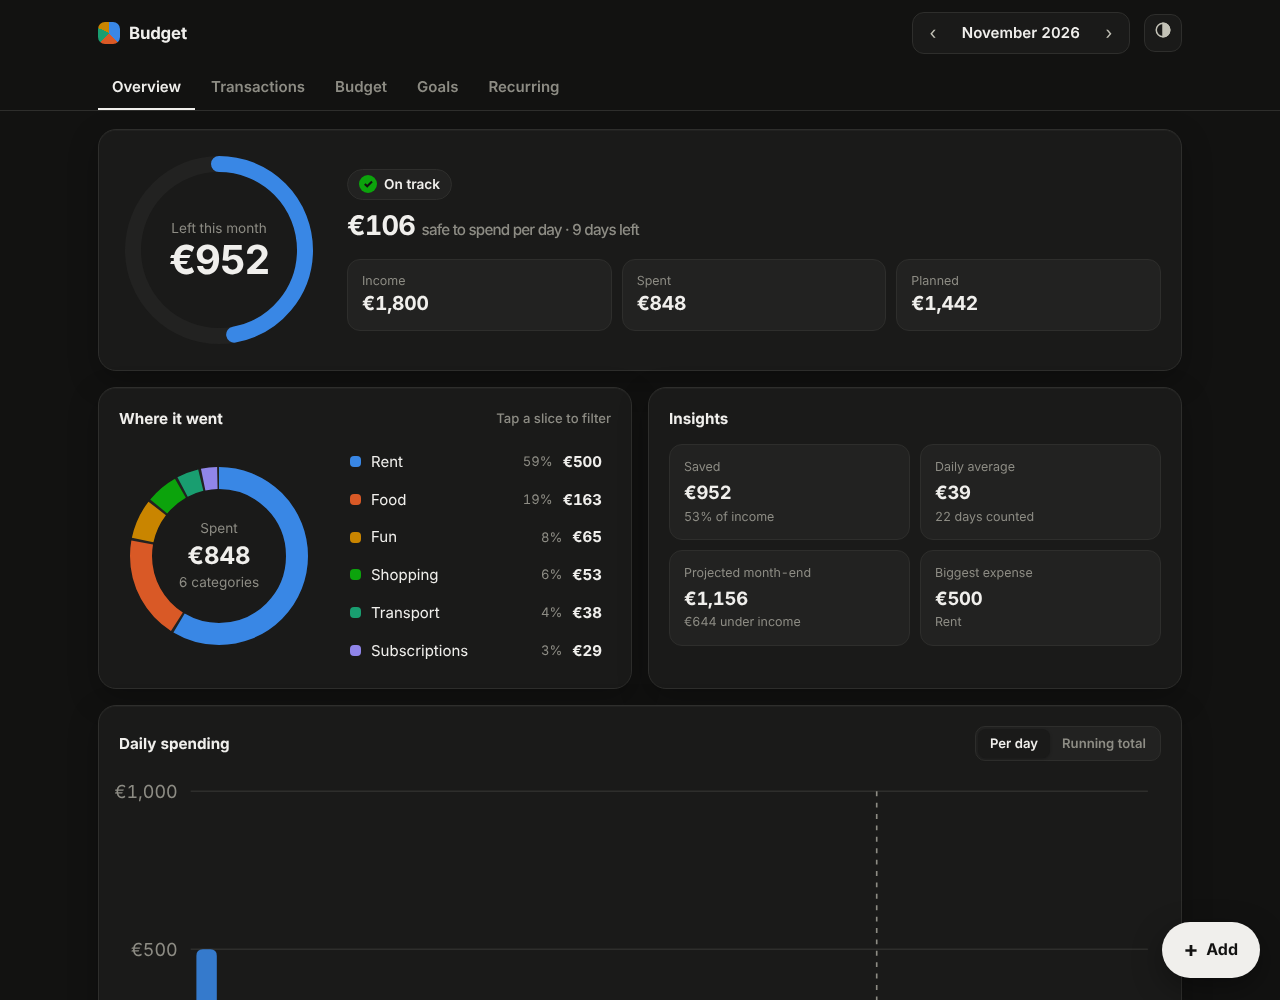 Budget
‹ November 2026 ›
Overview Transactions Budget Goals Recurring
Left this month
€952
On track
€106 safe to spend per day · 9 days left
Income
€1,800
Spent
€848
Planned
€1,442
Where it went
Tap a slice to filter
Spent
€848
6 categories
Rent 59% €500
Food 19% €163
Fun 8% €65
Shopping 6% €53
Transport 4% €38
Subscriptions 3% €29
Insights
Saved
€952
53% of income
Daily average
€39
22 days counted
Projected month-end
€1,156
€644 under income
Biggest expense
€500
Rent
Daily spending
Per day Running total
€1,000
€500
+ Add